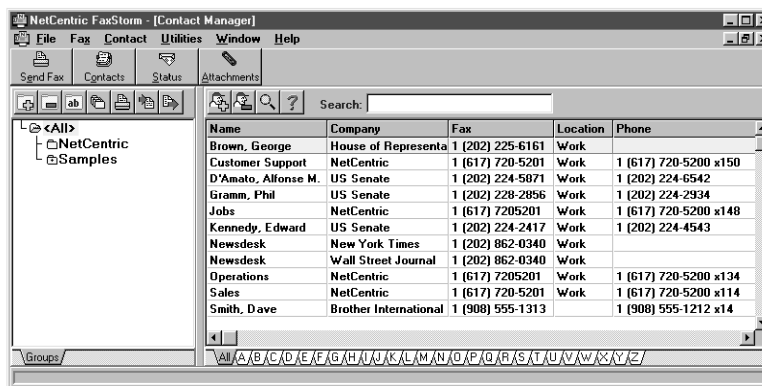 NetCentric FaxStorm - [Contact Manager]
File Fax Contact Utilities Window Help
Send Fax Contacts Status Attachments
ab Search:
<All>
NetCentric
Samples
Name Company Fax Location Phone
Brown, George House of Representa 1 (202) 225-6161 Work
Customer Support NetCentric 1 (617) 720-5201 Work 1 (617) 720-5200 x150
D'Amato, Alfonse M. US Senate 1 (202) 224-5871 Work 1 (202) 224-6542
Gramm, Phil US Senate 1 (202) 228-2856 Work 1 (202) 224-2934
Jobs NetCentric 1 (617) 7205201 Work 1 (617) 720-5200 x148
Kennedy, Edward US Senate 1 (202) 224-2417 Work 1 (202) 224-4543
Newsdesk New York Times 1 (202) 862-0340 Work
Newsdesk Wall Street Journal 1 (202) 862-0340 Work
Operations NetCentric 1 (617) 7205201 Work 1 (617) 720-5200 x134
Sales NetCentric 1 (617) 720-5201 Work 1 (617) 720-5200 x114
Smith, Dave Brother International 1 (908) 555-1313 1 (908) 555-1212 x14
Groups
All A B C D E F G H I J K L M N O P Q R S T U V W X Y Z